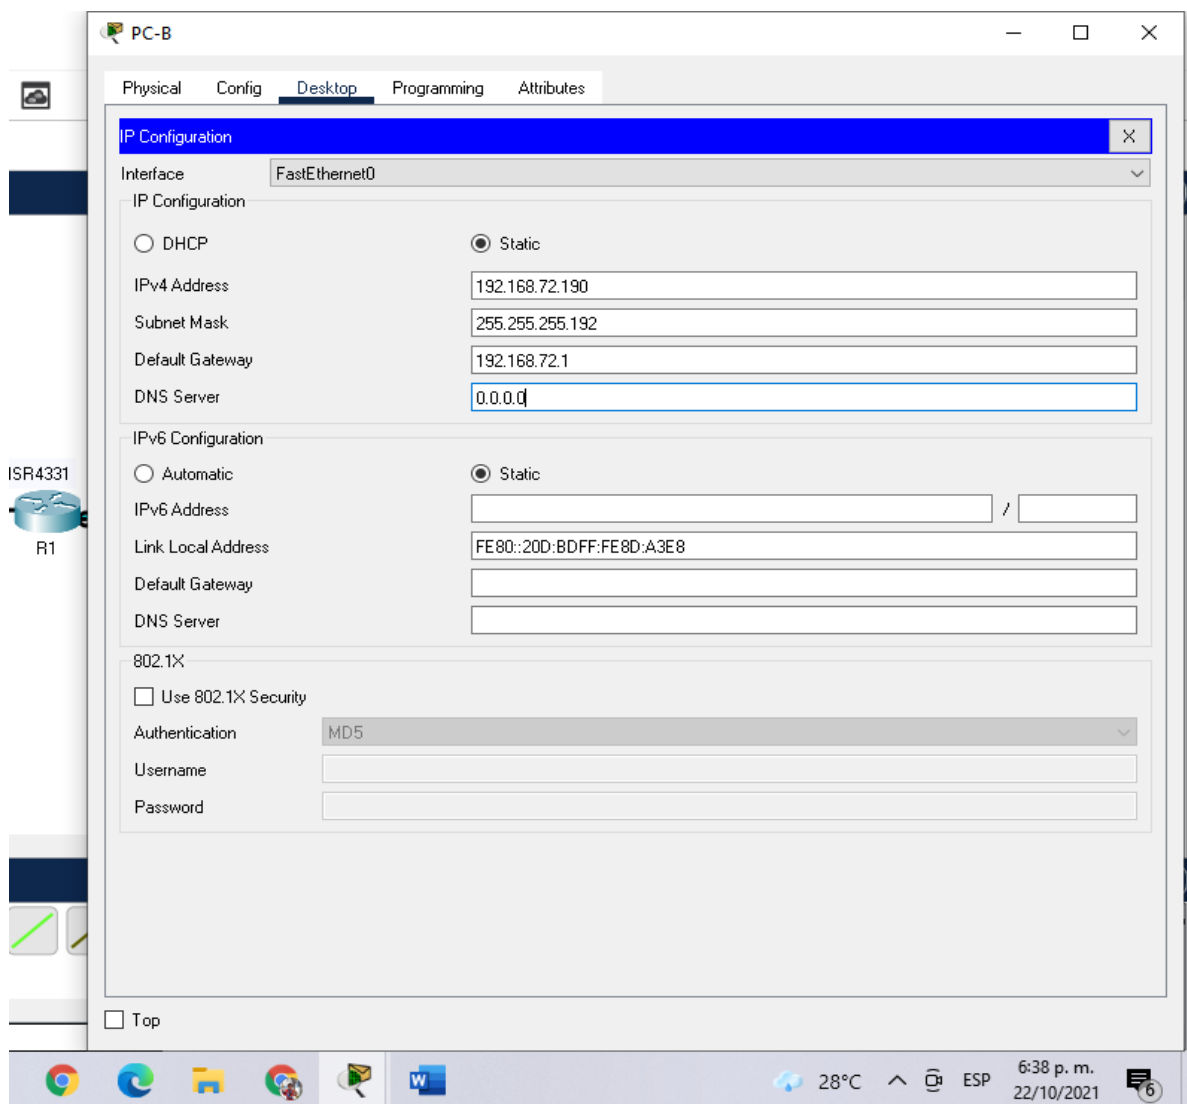 PC-B
Physical Config Desktop Programming Attributes
IP Configuration X
Interface FastEthernet0
IP Configuration
DHCP Static
IPv4 Address 192.168.72.190
Subnet Mask 255.255.255.192
Default Gateway 192.168.72.1
DNS Server 0.0.0.0
IPv6 Configuration
Automatic Static
IPv6 Address /
Link Local Address FE80::20D:BDFF:FE8D:A3E8
Default Gateway
DNS Server
802.1X
Use 802.1X Security
Authentication MD5
Username
Password
Top
ISR4331
R1
28°C ESP 6:38 p. m.
22/10/2021 6